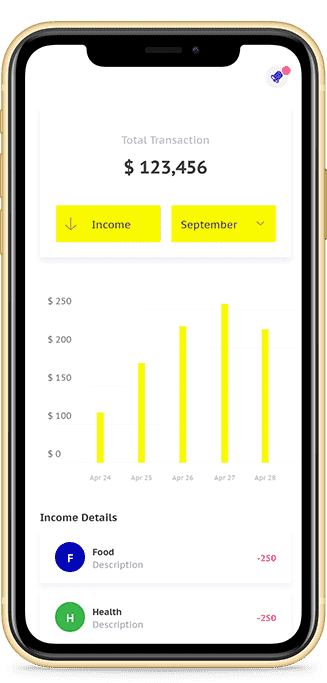 Total Transaction
$ 123,456
Income
September
$ 250
$ 200
$ 150
$ 100
$ 0
Apr 24 Apr 25 Apr 26 Apr 27 Apr 28
Income Details
F Food
Description
-250
H Health
Description
-250